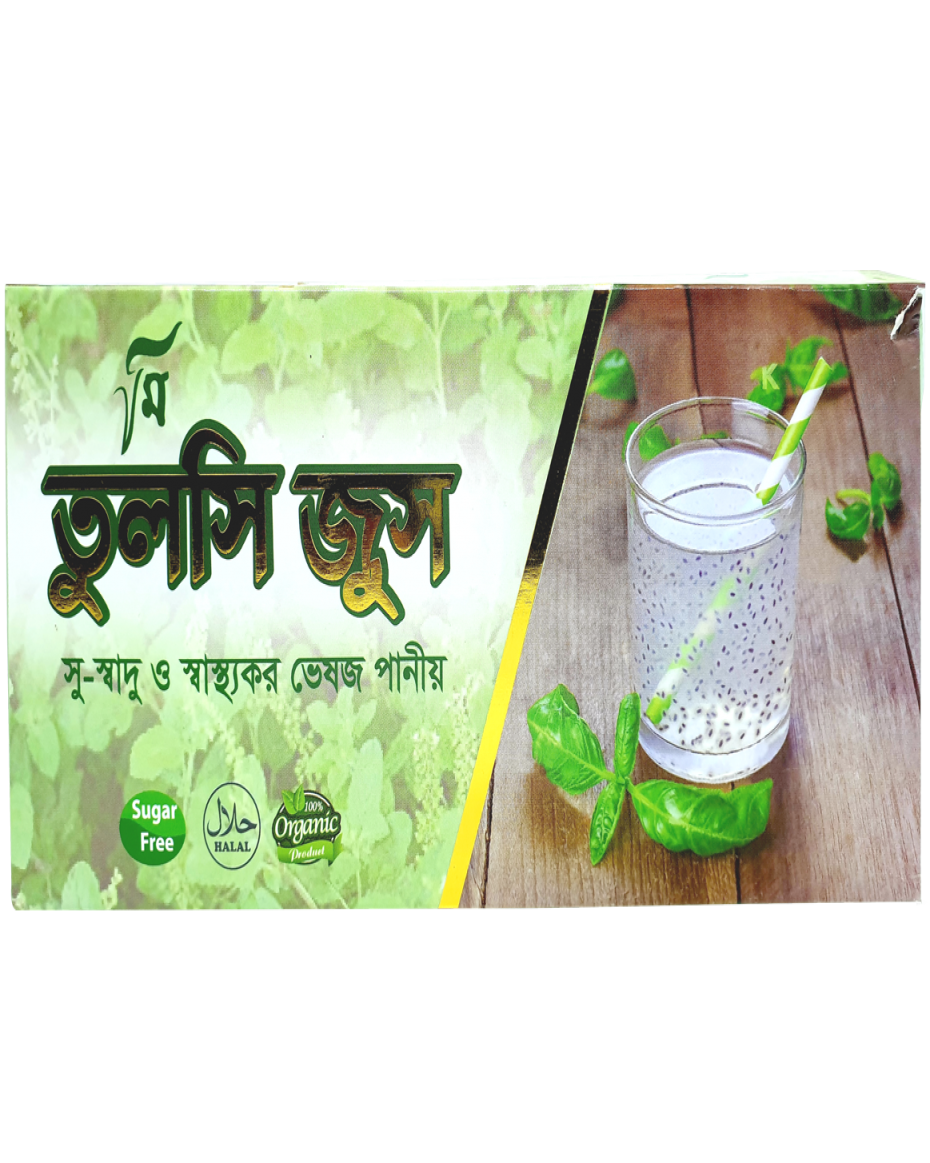 মি
তুলসি জুস
সু-স্বাদু ও স্বাস্থ্যকর ভেষজ পানীয়
Sugar
Free
حلال
HALAL
100%
Organic
Product
K